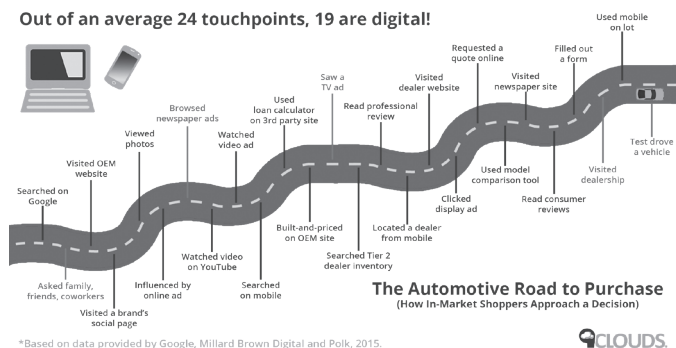 Out of an average 24 touchpoints, 19 are digital!
Searched on
Google
Asked family,
friends, coworkers
Visited OEM
website
Visited a brand's
social page
Viewed
photos
Influenced by
online ad
Browsed
newspaper ads
Watched video
on YouTube
Watched
video ad
Searched
on mobile
Used
loan calculator
on 3rd party site
Built-and-priced
on OEM site
Saw a
TV ad
Searched Tier 2
dealer inventory
Read professional
review
Located a dealer
from mobile
Visited
dealer website
Clicked
display ad
Requested a
quote online
Used model
comparison tool
Visited
newspaper site
Read consumer
reviews
Filled out
a form
Visited
dealership
Used mobile
on lot
Test drove
a vehicle
The Automotive Road to Purchase
(How In-Market Shoppers Approach a Decision)
*Based on data provided by Google, Millard Brown Digital and Polk, 2015.
9CLOUDS.